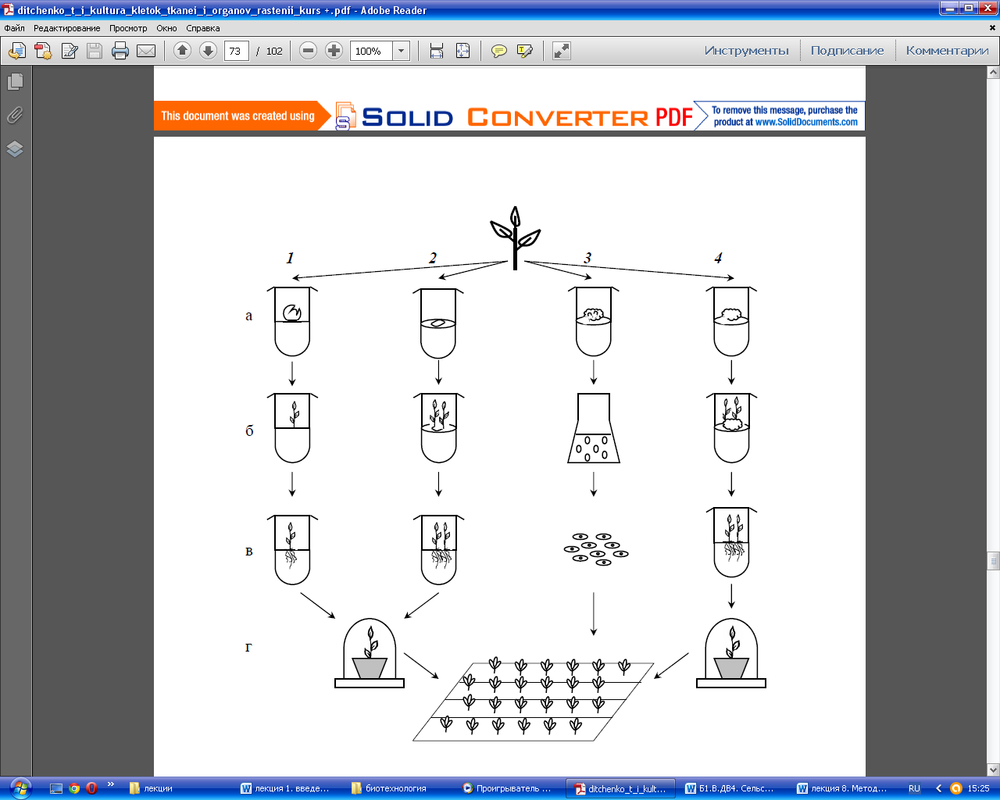 ditchenko_t_i_kultura_kletok_tkanei_i_organov_rastenii_kurs +.pdf - Adobe Reader
Файл Редактирование Просмотр Окно Справка
73 / 102 100% Инструменты Подписание Комментарии
This document was created using SOLID CONVERTER PDF To remove this message, purchase the
product at www.SolidDocuments.com
1 2 3 4
а
б
в
г
лекции лекция 1. введе... биотехнология Проигрыватель ... ditchenko_t_i_kult... Б1.В.ДВ4. Сельс... лекция 8. Метод... RU 15:25